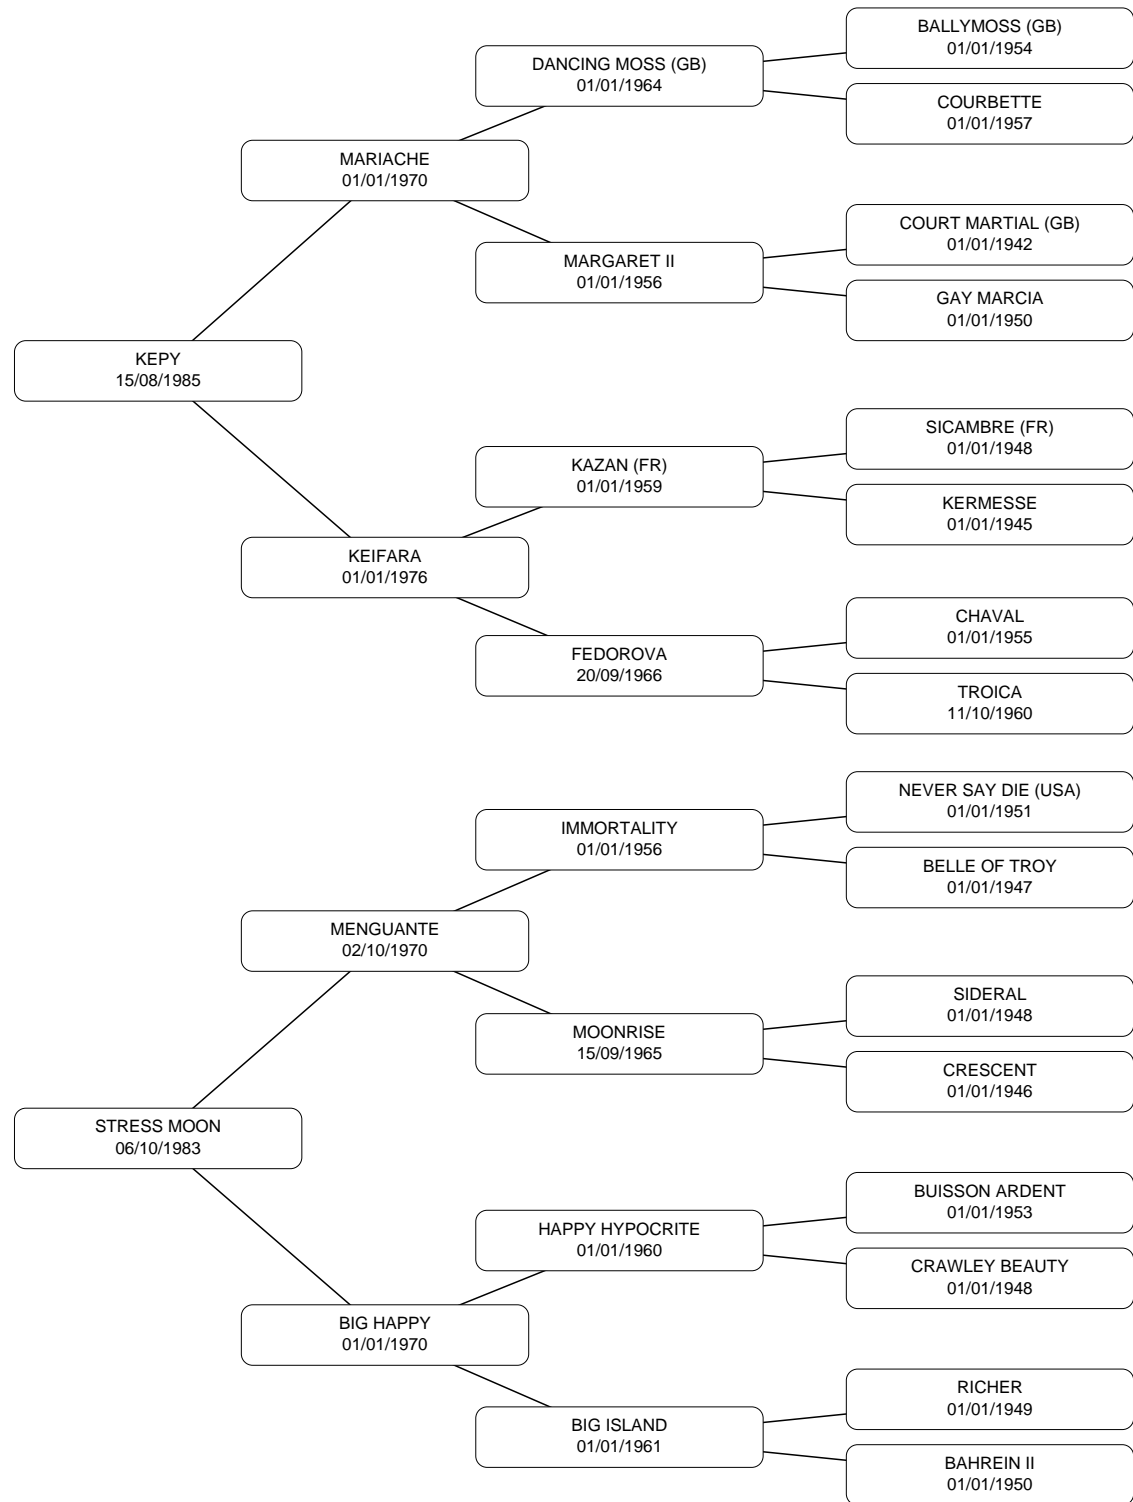 BALLYMOSS (GB)
01/01/1954
DANCING MOSS (GB)
01/01/1964
COURBETTE
01/01/1957
MARIACHE
01/01/1970
COURT MARTIAL (GB)
01/01/1942
MARGARET II
01/01/1956
GAY MARCIA
01/01/1950
KEPY
15/08/1985
SICAMBRE (FR)
01/01/1948
KAZAN (FR)
01/01/1959
KERMESSE
01/01/1945
KEIFARA
01/01/1976
CHAVAL
01/01/1955
FEDOROVA
20/09/1966
TROICA
11/10/1960
NEVER SAY DIE (USA)
01/01/1951
IMMORTALITY
01/01/1956
BELLE OF TROY
01/01/1947
MENGUANTE
02/10/1970
SIDERAL
01/01/1948
MOONRISE
15/09/1965
CRESCENT
01/01/1946
STRESS MOON
06/10/1983
BUISSON ARDENT
01/01/1953
HAPPY HYPOCRITE
01/01/1960
CRAWLEY BEAUTY
01/01/1948
BIG HAPPY
01/01/1970
RICHER
01/01/1949
BIG ISLAND
01/01/1961
BAHREIN II
01/01/1950